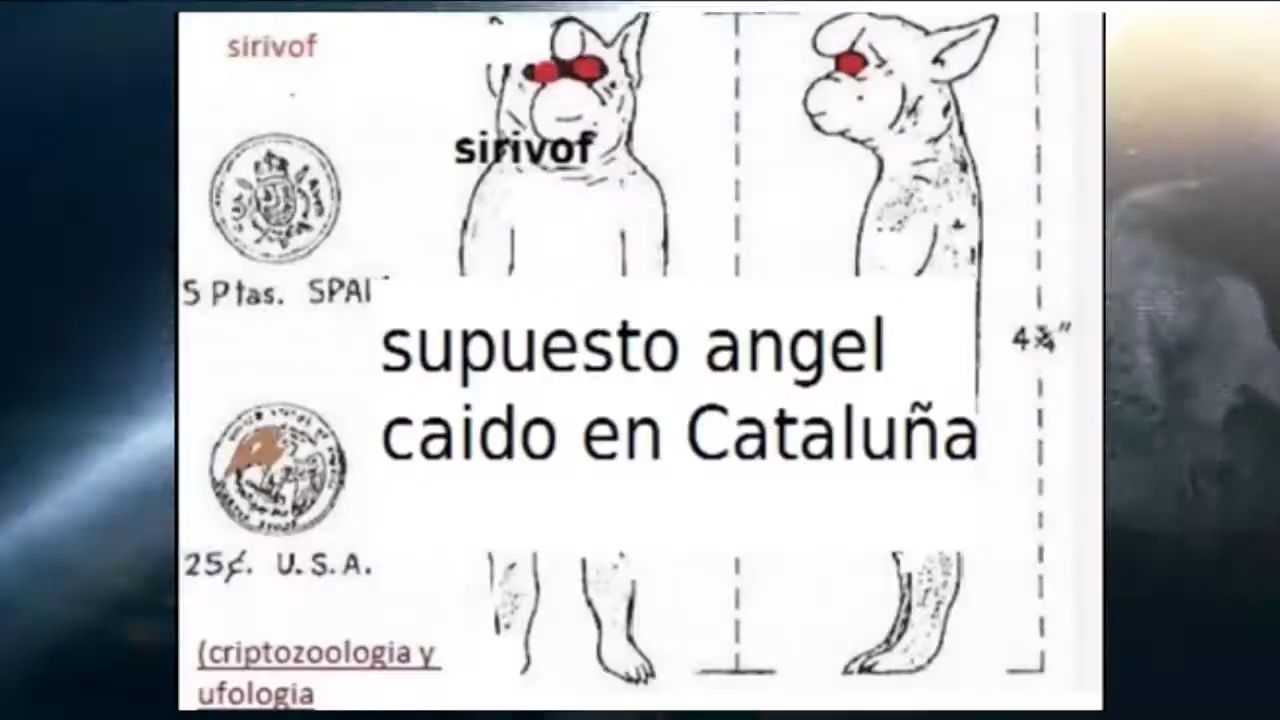 sirivof
sirivof
5 Ptas. SPAI
supuesto angel
caido en Cataluña
4¾"
25¢. U.S.A.
(criptozoologia y
ufologia